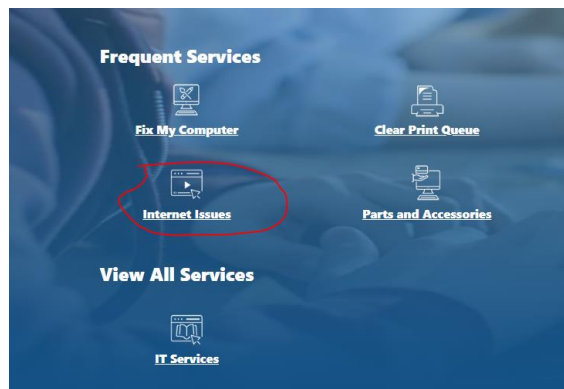 Frequent Services
Fix My Computer
Clear Print Queue
Internet Issues
Parts and Accessories
View All Services
IT Services